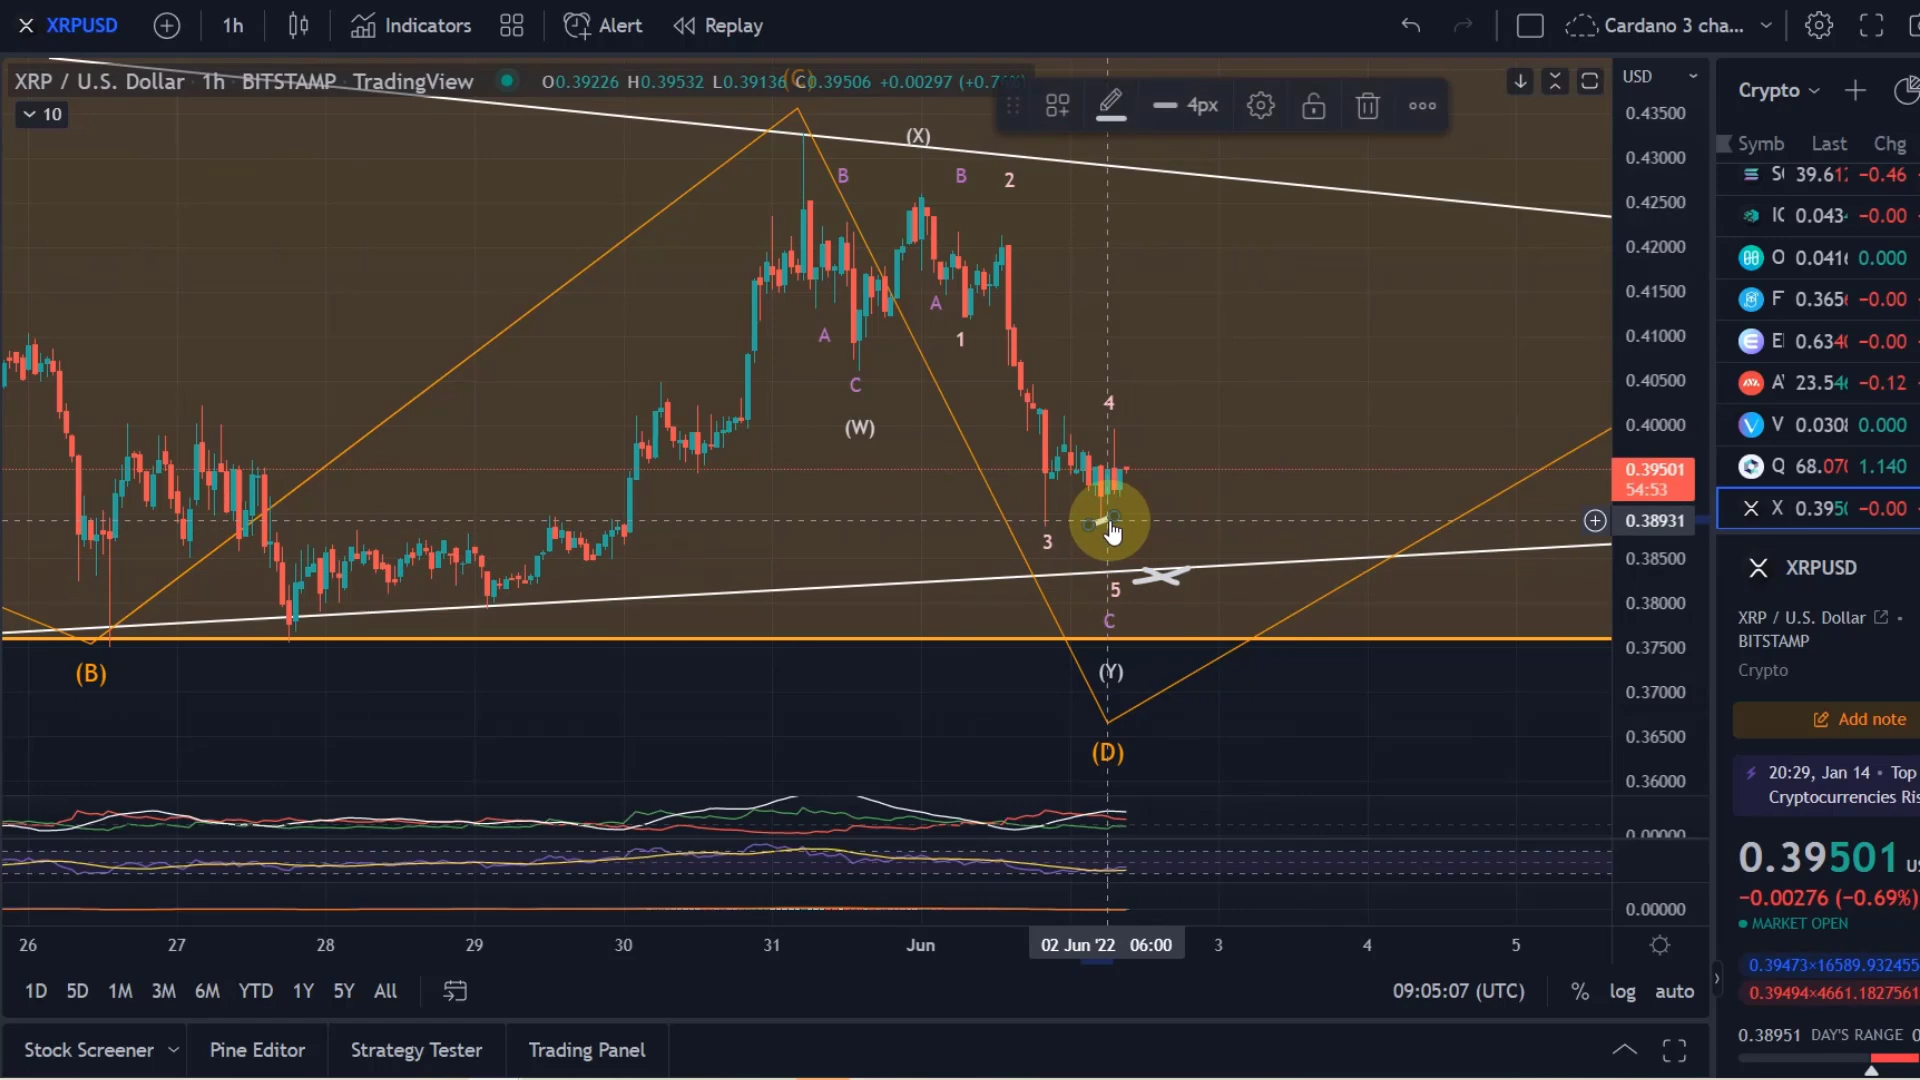 XRPUSD 1h Indicators Alert Replay Cardano 3 cha...
XRP / U.S. Dollar 1h BITSTAMP TradingView O0.39226 H0.39532 L0.39136 C0.39506 +0.00297
10
4px
USD
(C)
(X)
B
B
2
A
A
1
C
(W)
4
3
5
C
(B)
(Y)
(D)
0.43500
0.43000
0.42500
0.42000
0.41500
0.41000
0.40500
0.40000
0.39501
54:53
0.38931
0.38500
0.38000
0.37500
0.37000
0.36500
0.36000
0.00000
0.00000
26 27 28 29 30 31 Jun 02 Jun '22 06:00 3 4 5
1D 5D 1M 3M 6M YTD 1Y 5Y All
09:05:07 (UTC) % log auto
Stock Screener Pine Editor Strategy Tester Trading Panel
Crypto
Symb Last Chg
39.61 −0.46
0.043 −0.00
O 0.041 0.000
F 0.365 −0.00
E 0.634 −0.00
A 23.54 −0.12
V 0.030 0.000
Q 68.07 1.140
X 0.395 −0.00
XRPUSD
XRP / U.S. Dollar
BITSTAMP
Crypto
Add note
20:29, Jan 14 • Top
Cryptocurrencies
0.39501
−0.00276 (−0.69%)
MARKET OPEN
0.39473×16589.932455
0.39494×4661.1827561
0.38951 DAY'S RANGE